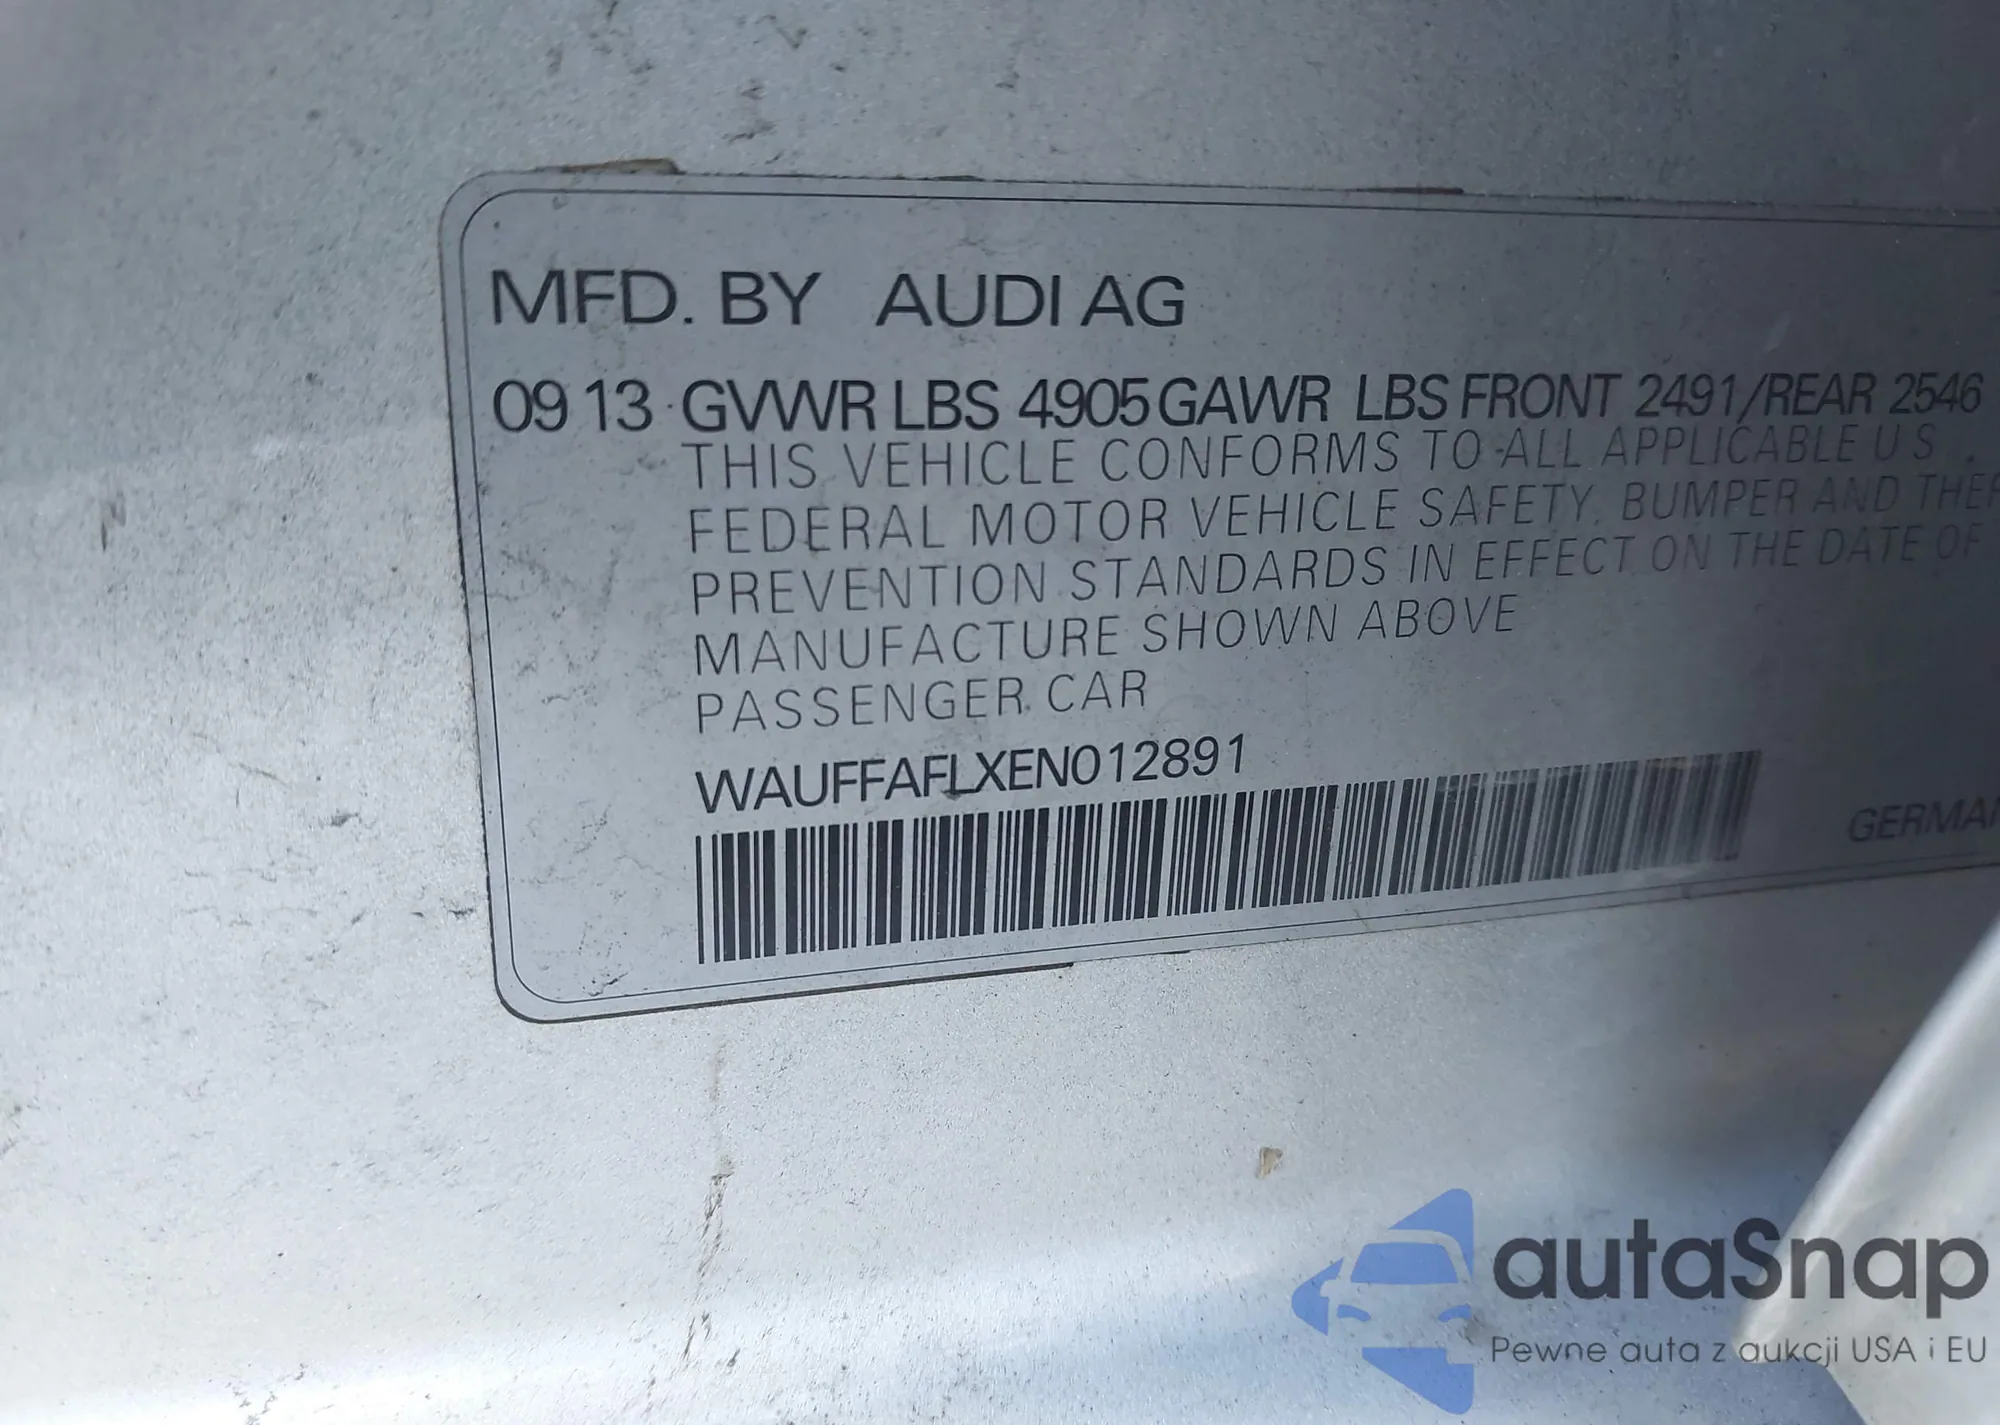 MFD. BY AUDI AG
09 13 GVWR LBS 4905 GAWR LBS FRONT 2491/REAR 2546
THIS VEHICLE CONFORMS TO ALL APPLICABLE U S .
FEDERAL MOTOR VEHICLE SAFETY, BUMPER AND THEF
PREVENTION STANDARDS IN EFFECT ON THE DATE OF
MANUFACTURE SHOWN ABOVE
PASSENGER CAR
WAUFFAFLXEN012891
GERMAN
autaSnap
Pewne auta z aukcji USA i EU